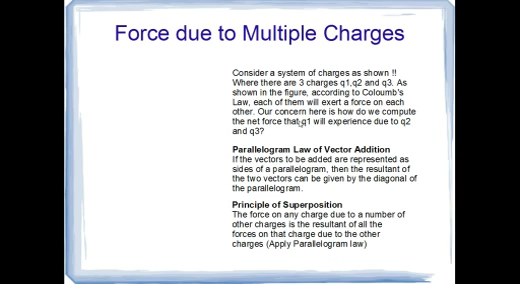 Force due to Multiple Charges
Consider a system of charges as shown !!
Where there are 3 charges q1,q2 and q3. As
shown in the figure, according to Coloumb's
Law, each of them will exert a force on each
other. Our concern here is how do we compute
the net force that q1 will experience due to q2
and q3?
Parallelogram Law of Vector Addition
If the vectors to be added are represented as
sides of a parallelogram, then the resultant of
the two vectors can be given by the diagonal of
the parallelogram.
Principle of Superposition
The force on any charge due to a number of
other charges is the resultant of all the
forces on that charge due to the other
charges (Apply Parallelogram law)